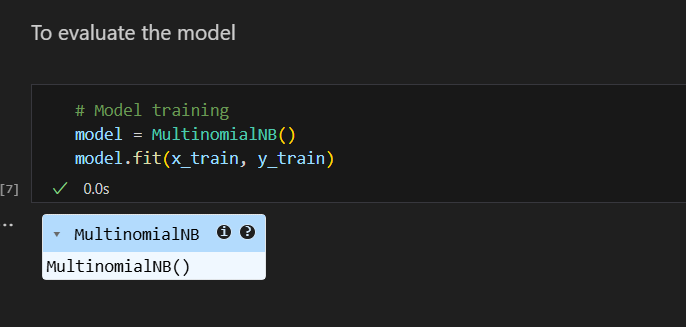 To evaluate the model
# Model training
model = MultinomialNB()
model.fit(x_train, y_train)
[7]
0.0s
..
MultinomialNB i ?
MultinomialNB()